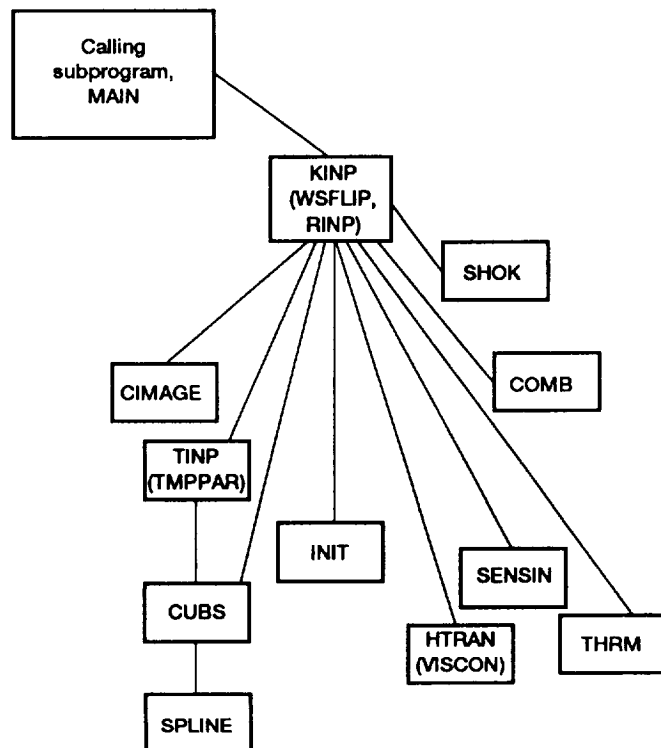 Calling
subprogram,
MAIN
KINP
(WSFLIP,
RINP)
SHOK
CIMAGE
COMB
TINP
(TMPPAR)
INIT
SENSIN
CUBS
HTRAN
(VISCON)
THRM
SPLINE